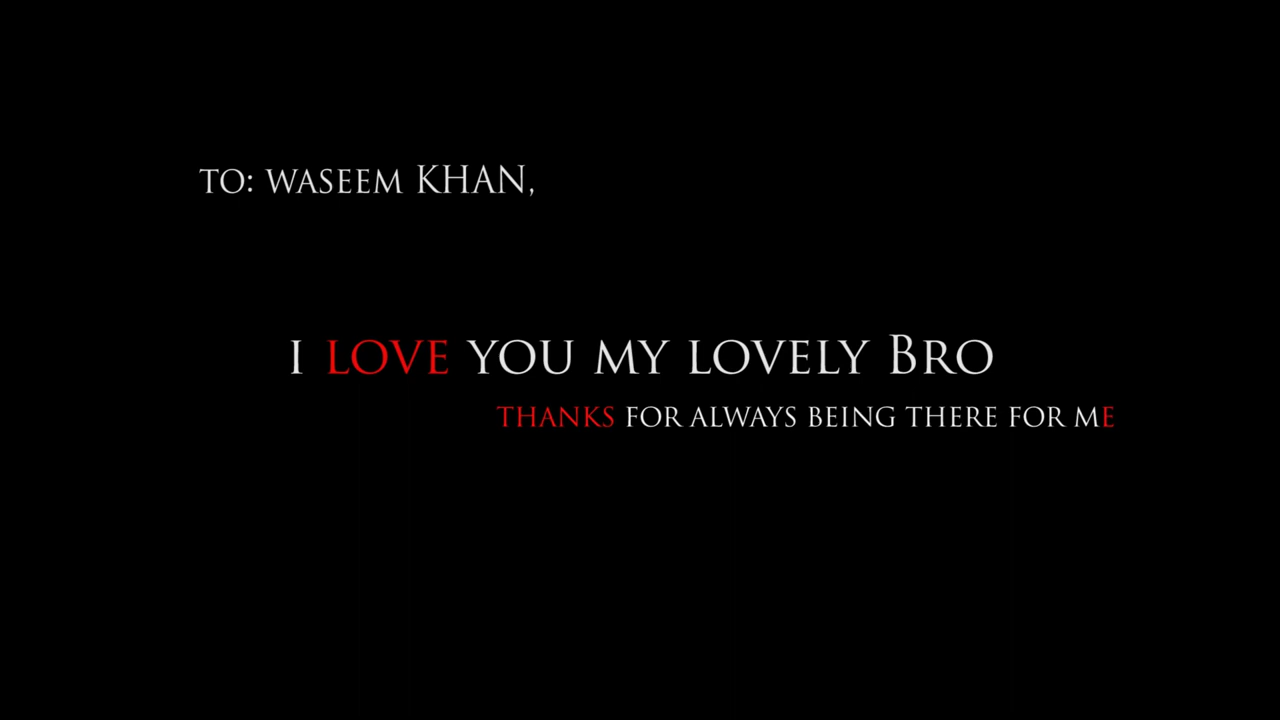 TO: WASEEM KHAN,
I LOVE YOU MY LOVELY BRO
THANKS FOR ALWAYS BEING THERE FOR ME